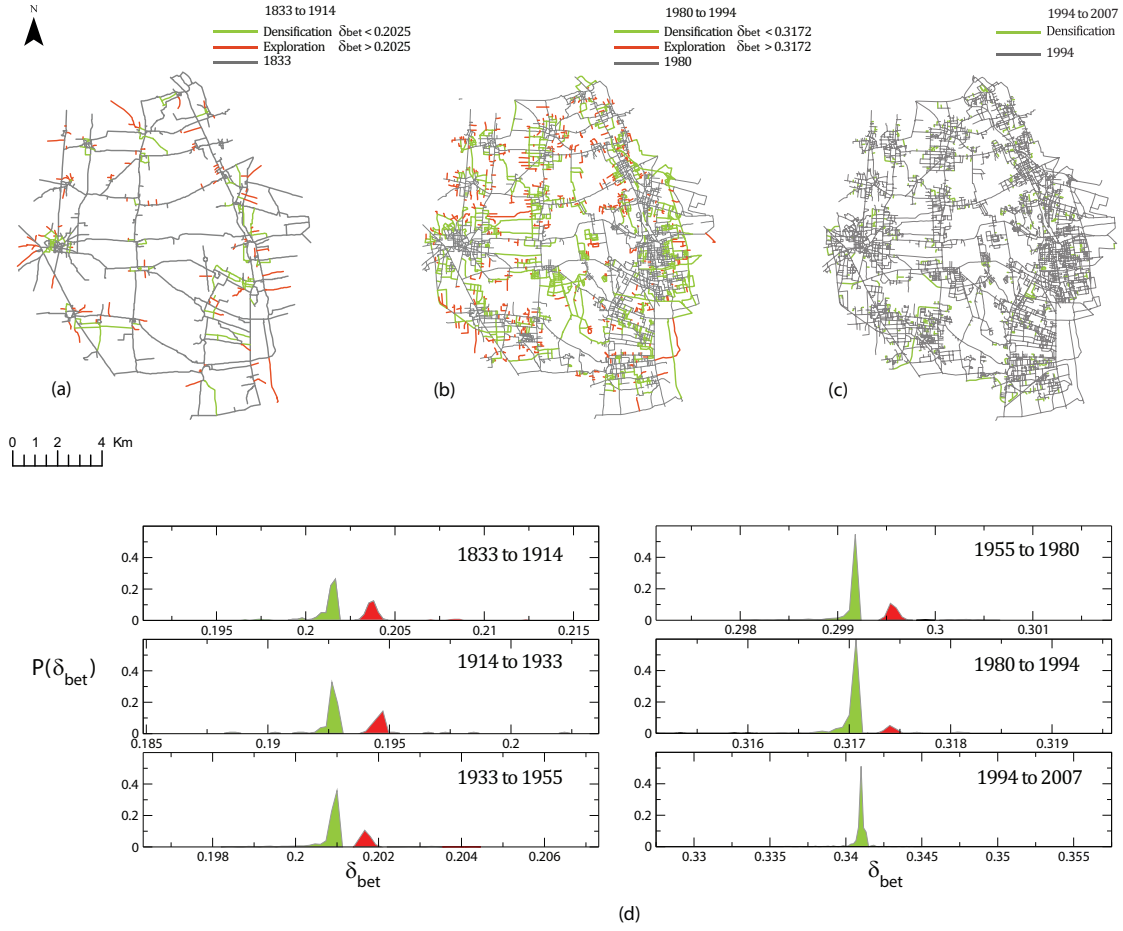 N
1833 to 1914
Densification δbet < 0.2025
Exploration δbet > 0.2025
1833
1980 to 1994
Densification δbet < 0.3172
Exploration δbet > 0.3172
1980
1994 to 2007
Densification
1994
(a)
(b)
(c)
0 1 2 4 Km
1833 to 1914
0.4
0.2
0
0.195 0.2 0.205 0.21 0.215
1955 to 1980
0.4
0.2
0
0.298 0.299 0.3 0.301
P(δbet)
1914 to 1933
0.4
0.2
0
0.185 0.19 0.195 0.2
1980 to 1994
0.4
0.2
0
0.316 0.317 0.318 0.319
1933 to 1955
0.4
0.2
0
0.198 0.2 0.202 0.204 0.206
δbet
1994 to 2007
0.4
0.2
0
0.33 0.335 0.34 0.345 0.35 0.355
δbet
(d)